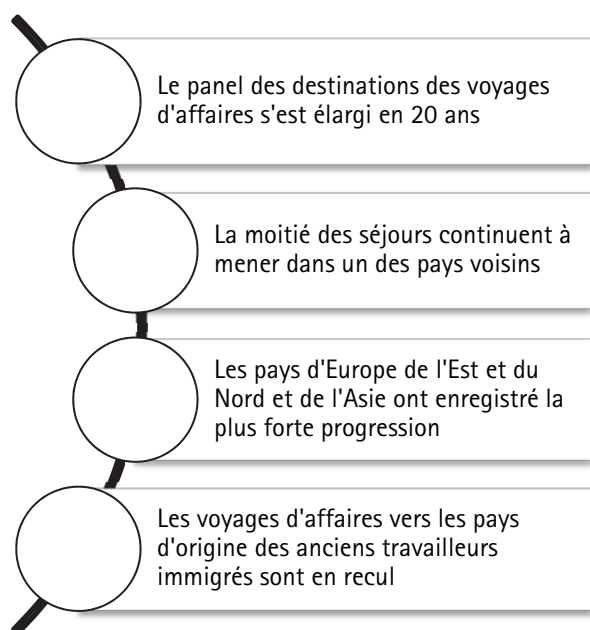 Le panel des destinations des voyages
d'affaires s'est élargi en 20 ans
La moitié des séjours continuent à
mener dans un des pays voisins
Les pays d'Europe de l'Est et du
Nord et de l'Asie ont enregistré la
plus forte progression
Les voyages d'affaires vers les pays
d'origine des anciens travailleurs
immigrés sont en recul